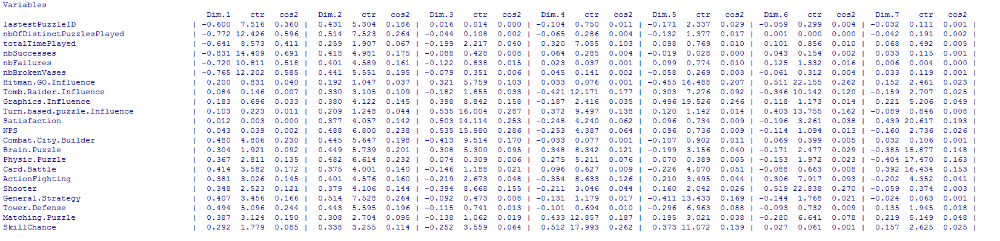 Variables
Dim.1 ctr cos2 Dim.2 ctr cos2 Dim.3 ctr cos2 Dim.4 ctr cos2 Dim.5 ctr cos2 Dim.6 ctr cos2 Dim.7 ctr cos2
lastestPuzzleID | -0.600 7.516 0.360 | 0.431 5.304 0.186 | 0.016 0.014 0.000 | -0.104 0.750 0.011 | -0.171 2.337 0.029 | -0.059 0.299 0.004 | -0.032 0.111 0.001 |
nbOfDistinctPuzzlesPlayed | -0.772 12.426 0.596 | 0.514 7.523 0.264 | -0.044 0.108 0.002 | -0.065 0.286 0.004 | -0.132 1.377 0.017 | 0.001 0.000 0.000 | -0.042 0.191 0.002 |
totalTimePlayed | -0.641 8.573 0.411 | 0.259 1.907 0.067 | -0.199 2.217 0.040 | 0.320 7.055 0.103 | 0.098 0.769 0.010 | 0.101 0.856 0.010 | 0.068 0.492 0.005 |
nbSuccesses | -0.831 14.409 0.691 | 0.418 4.981 0.175 | -0.088 0.428 0.008 | 0.064 0.285 0.004 | -0.019 0.028 0.000 | 0.043 0.154 0.002 | 0.033 0.115 0.001 |
nbFailures | -0.720 10.811 0.518 | 0.401 4.589 0.161 | -0.122 0.838 0.015 | 0.023 0.037 0.001 | 0.099 0.774 0.010 | 0.125 1.332 0.016 | 0.006 0.004 0.000 |
nbBrokenVases | -0.765 12.202 0.585 | 0.441 5.551 0.195 | -0.079 0.351 0.006 | 0.045 0.141 0.002 | -0.058 0.269 0.003 | -0.061 0.312 0.004 | 0.033 0.119 0.001 |
Hitman.GO.Influence | 0.200 0.831 0.040 | 0.192 1.047 0.037 | 0.321 5.759 0.103 | 0.033 0.076 0.001 | -0.455 16.488 0.207 | 0.511 22.155 0.262 | 0.152 2.461 0.023 |
Tomb.Raider.Influence | 0.084 0.146 0.007 | 0.330 3.105 0.109 | -0.182 1.855 0.033 | -0.421 12.171 0.177 | 0.303 7.276 0.092 | -0.346 10.142 0.120 | -0.159 2.707 0.025 |
Graphics.Influence | 0.183 0.696 0.033 | 0.380 4.122 0.145 | 0.398 8.842 0.158 | -0.187 2.416 0.035 | 0.496 19.526 0.246 | 0.118 1.173 0.014 | 0.221 5.206 0.049 |
Turn.based.puzzle.Influence | 0.103 0.223 0.011 | 0.209 1.248 0.044 | 0.535 16.004 0.287 | 0.372 9.497 0.138 | 0.120 1.142 0.014 | 0.403 13.755 0.162 | -0.089 0.846 0.008 |
Satisfaction | 0.012 0.003 0.000 | 0.377 4.057 0.142 | 0.503 14.114 0.253 | -0.248 4.240 0.062 | 0.096 0.734 0.009 | -0.196 3.261 0.038 | 0.439 20.617 0.193 |
NPS | 0.043 0.039 0.002 | 0.488 6.800 0.238 | 0.535 15.980 0.286 | -0.253 4.387 0.064 | 0.096 0.736 0.009 | -0.114 1.094 0.013 | -0.160 2.736 0.026 |
Combat.City.Builder | 0.480 4.806 0.230 | 0.445 5.647 0.198 | -0.413 9.514 0.170 | -0.033 0.077 0.001 | -0.107 0.902 0.011 | 0.069 0.399 0.005 | 0.032 0.106 0.001 |
Brain.Puzzle | 0.304 1.921 0.092 | 0.449 5.739 0.201 | 0.308 5.300 0.095 | 0.348 8.342 0.121 | -0.199 3.156 0.040 | -0.171 2.477 0.029 | -0.385 15.877 0.148 |
Physic.Puzzle | 0.367 2.811 0.135 | 0.482 6.614 0.232 | 0.074 0.309 0.006 | 0.275 5.211 0.076 | 0.070 0.389 0.005 | -0.153 1.972 0.023 | -0.404 17.470 0.163 |
Card.Battle | 0.414 3.582 0.172 | 0.375 4.001 0.140 | -0.146 1.188 0.021 | 0.096 0.627 0.009 | -0.226 4.070 0.051 | -0.088 0.663 0.008 | 0.392 16.434 0.153 |
ActionFighting | 0.381 3.026 0.145 | 0.401 4.576 0.160 | -0.219 2.673 0.048 | -0.354 8.633 0.126 | 0.210 3.495 0.044 | 0.306 7.917 0.093 | -0.202 4.352 0.041 |
Shooter | 0.348 2.523 0.121 | 0.379 4.106 0.144 | -0.394 8.668 0.155 | -0.211 3.046 0.044 | 0.160 2.042 0.026 | 0.519 22.838 0.270 | -0.059 0.374 0.003 |
General.Strategy | 0.407 3.456 0.166 | 0.514 7.528 0.264 | -0.092 0.473 0.008 | -0.131 1.179 0.017 | -0.411 13.433 0.169 | -0.144 1.768 0.021 | -0.024 0.063 0.001 |
Tower.Defense | 0.494 5.096 0.244 | 0.443 5.595 0.196 | -0.115 0.741 0.013 | -0.101 0.694 0.010 | -0.296 6.963 0.088 | -0.093 0.732 0.009 | 0.135 1.945 0.018 |
Matching.Puzzle | 0.387 3.124 0.150 | 0.308 2.704 0.095 | -0.138 1.062 0.019 | 0.433 12.857 0.187 | 0.195 3.021 0.038 | -0.280 6.641 0.078 | 0.219 5.149 0.048 |
SkillChance | 0.292 1.779 0.085 | 0.338 3.255 0.114 | -0.252 3.559 0.064 | 0.512 17.993 0.262 | 0.373 11.072 0.139 | 0.027 0.061 0.001 | 0.157 2.625 0.025 |